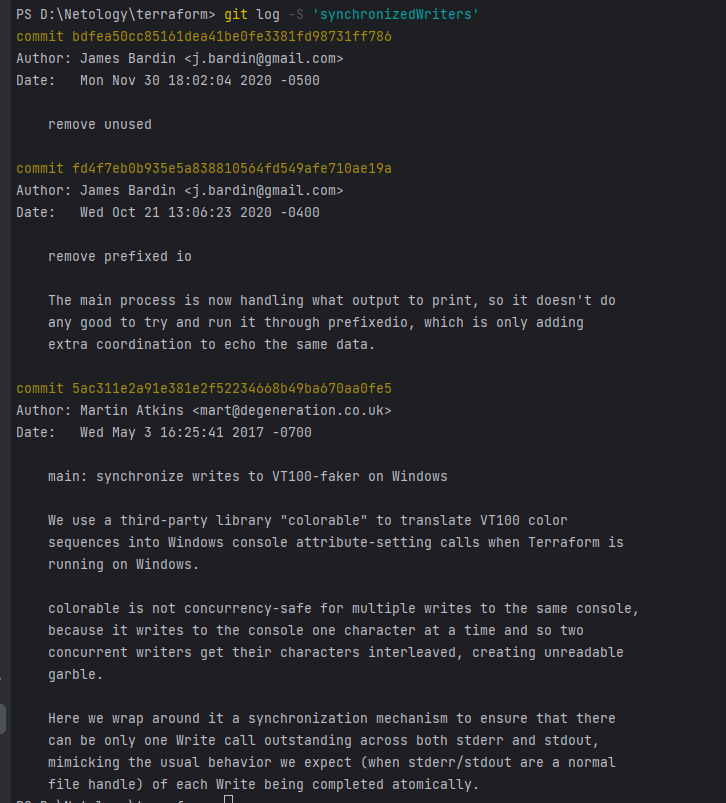 PS D:\Netology\terraform> git log -S 'synchronizedWriters'
commit bdfea50cc85161dea41be0fe3381fd98731ff786
Author: James Bardin <j.bardin@gmail.com>
Date:   Mon Nov 30 18:02:04 2020 -0500
remove unused
commit fd4f7eb0b935e5a838810564fd549afe710ae19a
Author: James Bardin <j.bardin@gmail.com>
Date:   Wed Oct 21 13:06:23 2020 -0400
remove prefixed io
The main process is now handling what output to print, so it doesn't do
any good to try and run it through prefixedio, which is only adding
extra coordination to echo the same data.
commit 5ac311e2a91e381e2f52234668b49ba670aa0fe5
Author: Martin Atkins <mart@degeneration.co.uk>
Date:   Wed May 3 16:25:41 2017 -0700
main: synchronize writes to VT100-faker on Windows
We use a third-party library "colorable" to translate VT100 color
sequences into Windows console attribute-setting calls when Terraform is
running on Windows.
colorable is not concurrency-safe for multiple writes to the same console,
because it writes to the console one character at a time and so two
concurrent writers get their characters interleaved, creating unreadable
garble.
Here we wrap around it a synchronization mechanism to ensure that there
can be only one Write call outstanding across both stderr and stdout,
mimicking the usual behavior we expect (when stderr/stdout are a normal
file handle) of each Write being completed atomically.